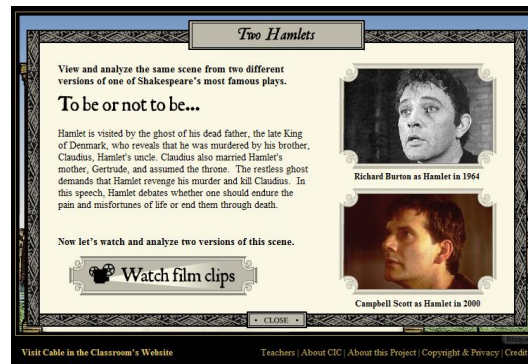 Two Hamlets
View and analyze the same scene from two different
versions of one of Shakespeare's most famous plays.
To be or not to be...
Hamlet is visited by the ghost of his dead father, the late King
of Denmark, who reveals that he was murdered by his brother,
Claudius, Hamlet's uncle. Claudius also married Hamlet's
mother, Gertrude, and assumed the throne. The restless ghost
demands that Hamlet revenge his murder and kill Claudius. In
this speech, Hamlet debates whether one should endure the
pain and misfortunes of life or end them through death.
Now let's watch and analyze two versions of this scene.
Watch film clips
Richard Burton as Hamlet in 1964
Campbell Scott as Hamlet in 2000
• CLOSE •
Visit Cable in the Classroom's Website
Teachers | About CIC | About this Project | Copyright & Privacy |